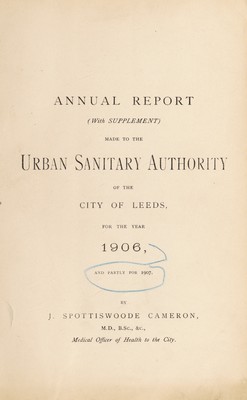 ANNUAL REPORT
(With SUPPLEMENT)
MADE TO THE
URBAN SANITARY AUTHORITY
OF THE
CITY OF LEEDS,
FOR THE YEAR
1906,
AND PARTLY FOR 1907.
BY
J. SPOTTISWOODE CAMERON,
M.D., B.SC., &c.,
Medical Officer of Health to the City.